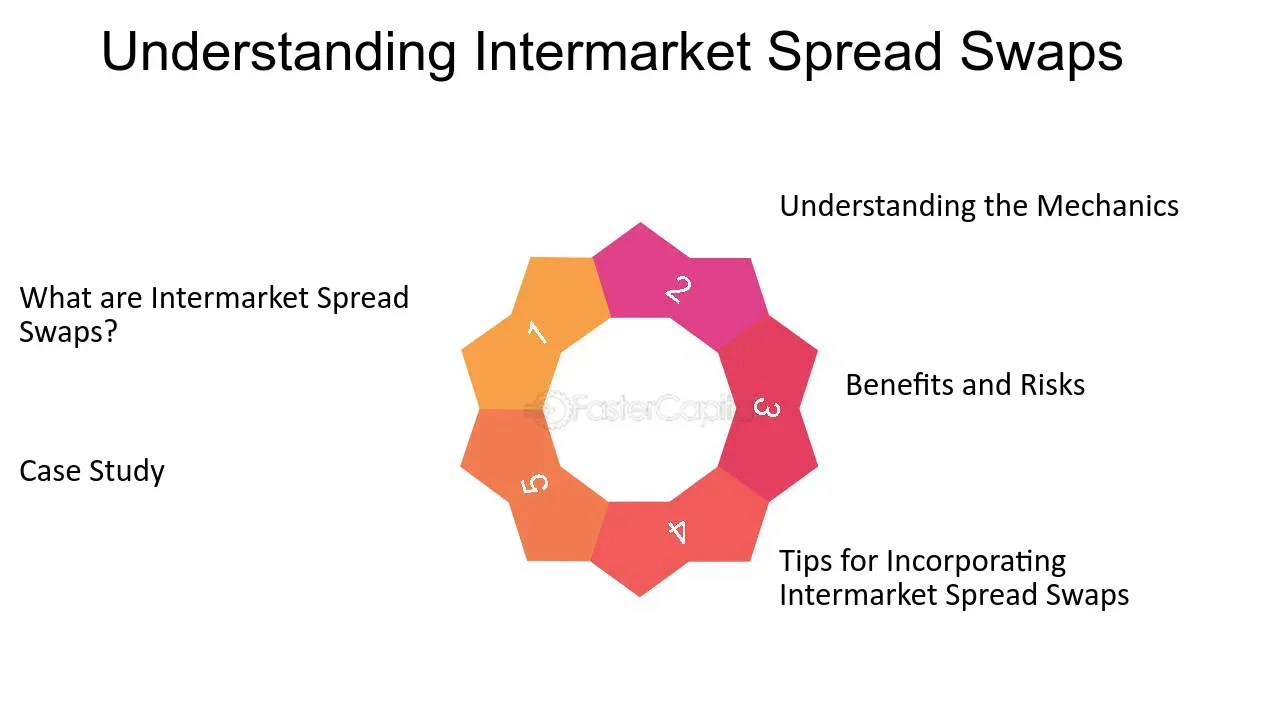 Understanding Intermarket Spread Swaps
Understanding the Mechanics
What are Intermarket Spread
Swaps?
Benefits and Risks
Case Study
Tips for Incorporating
Intermarket Spread Swaps
1
2
3
4
5
FasterCapital